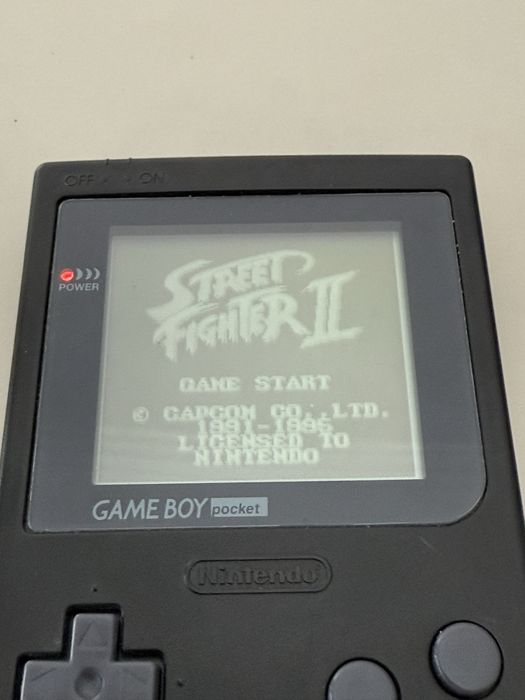 OFF ON
POWER
STREET
FIGHTER II
GAME START
© CAPCOM CO.,LTD.
1991-1995
LICENSED TO
NINTENDO
GAME BOY pocket
Nintendo